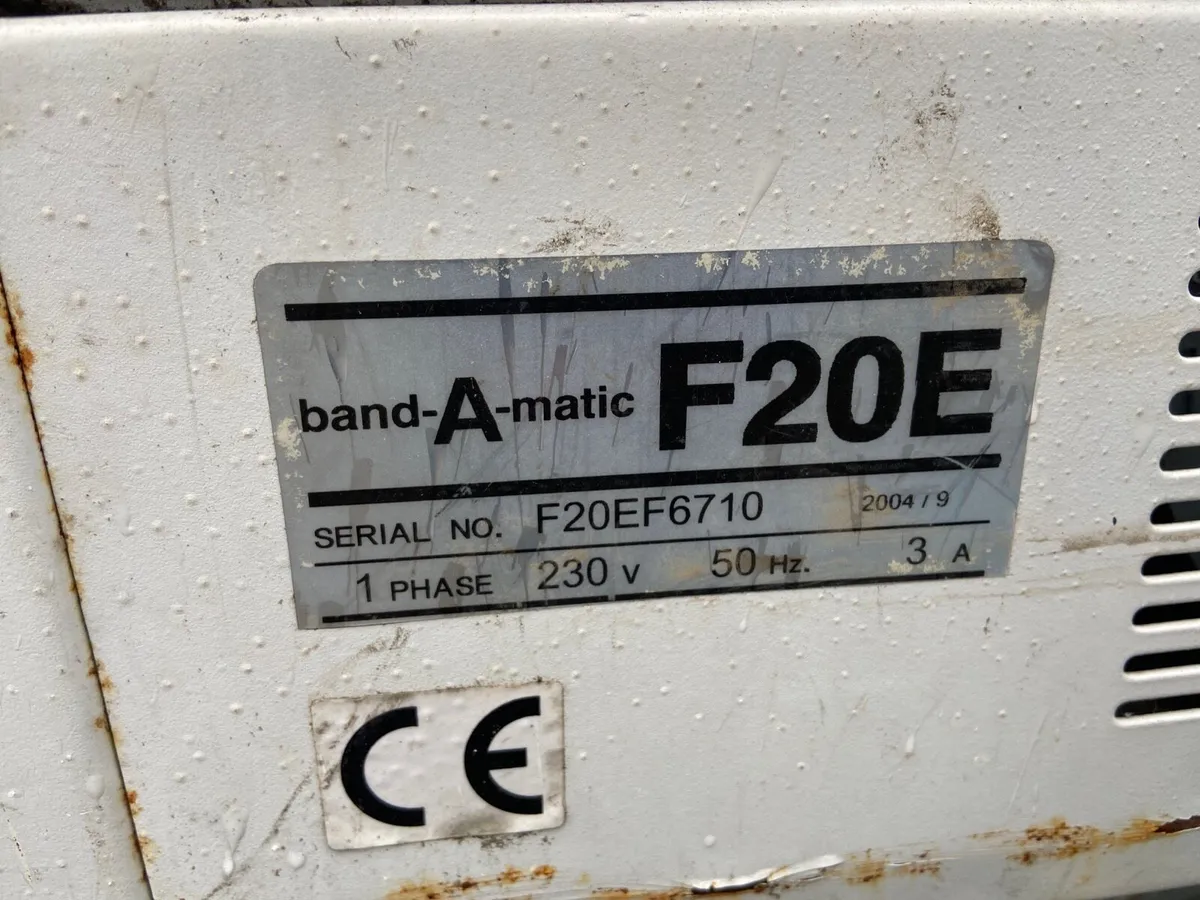 band-A-matic F20E
SERIAL NO. F20EF6710 2004 / 9
1 PHASE 230 V 50 Hz. 3 A
CE